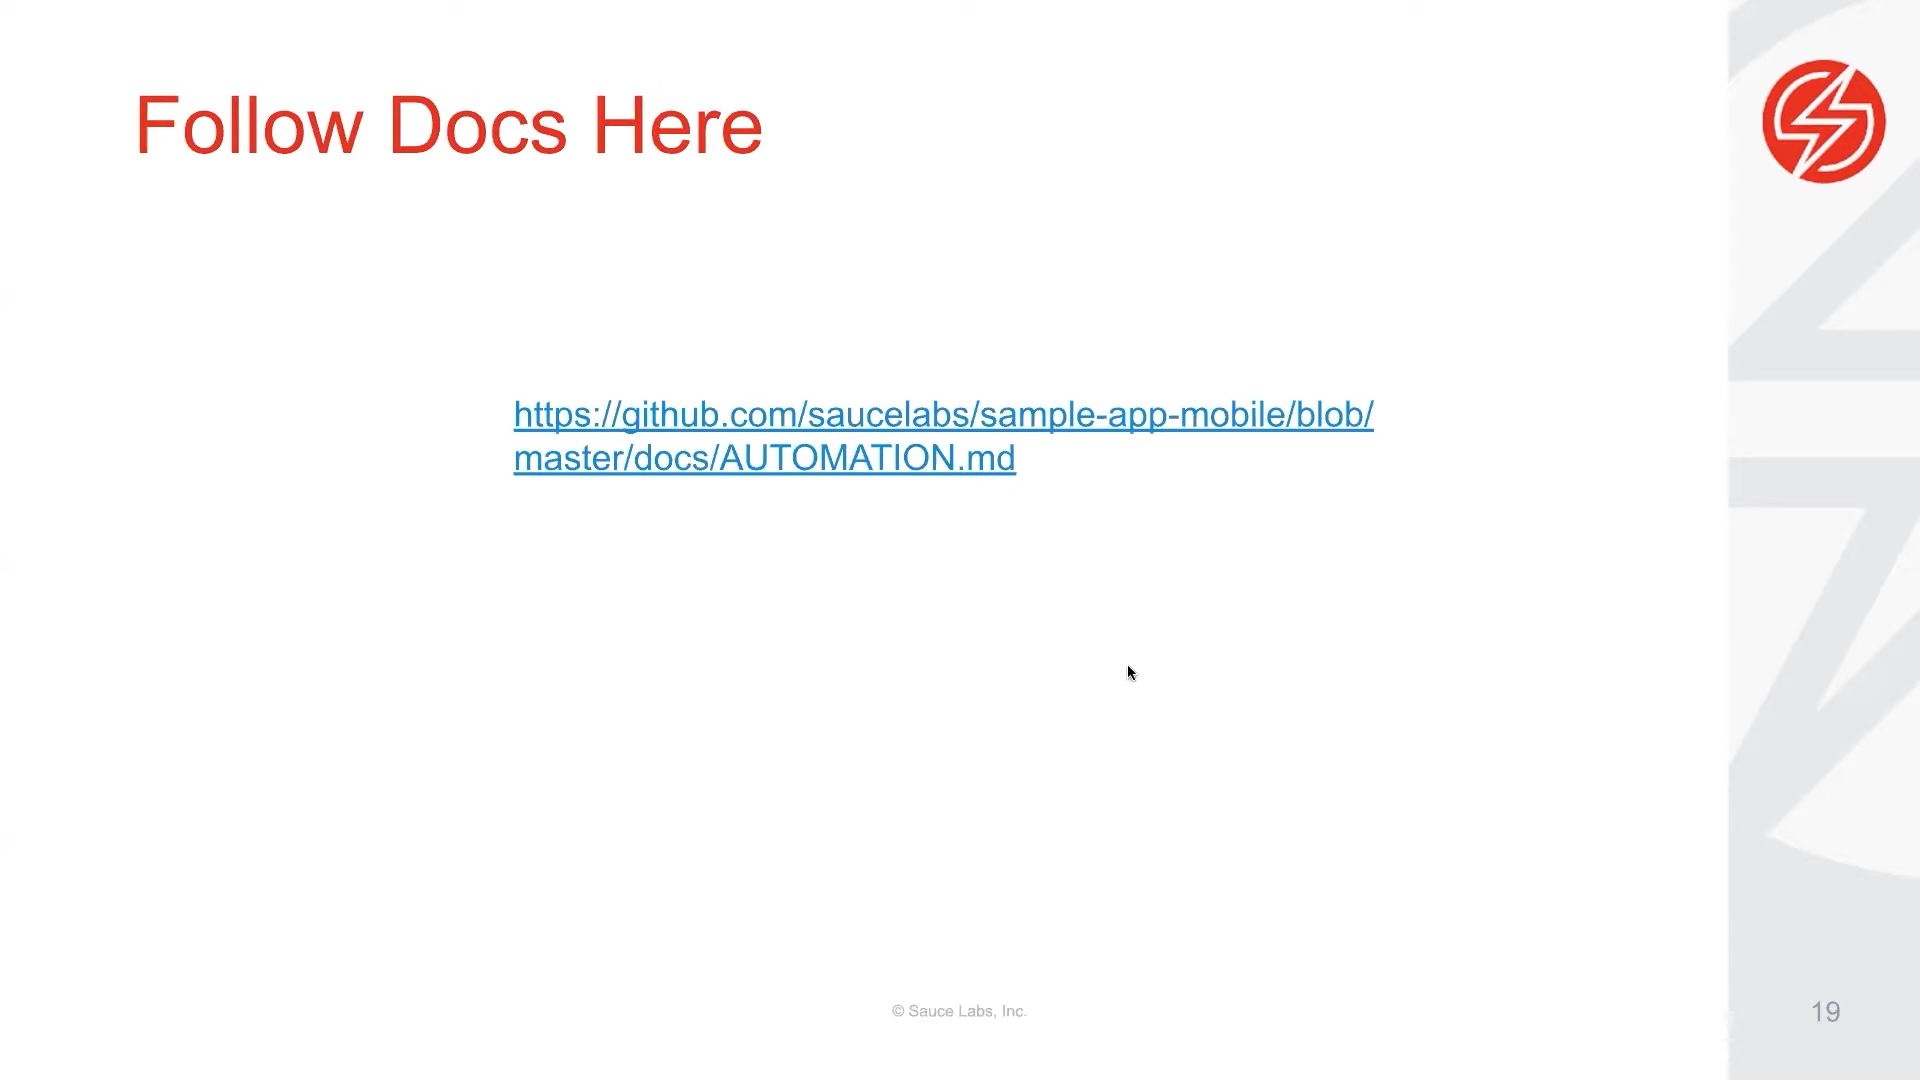 Follow Docs Here
https://github.com/saucelabs/sample-app-mobile/blob/
master/docs/AUTOMATION.md
© Sauce Labs, Inc.
19